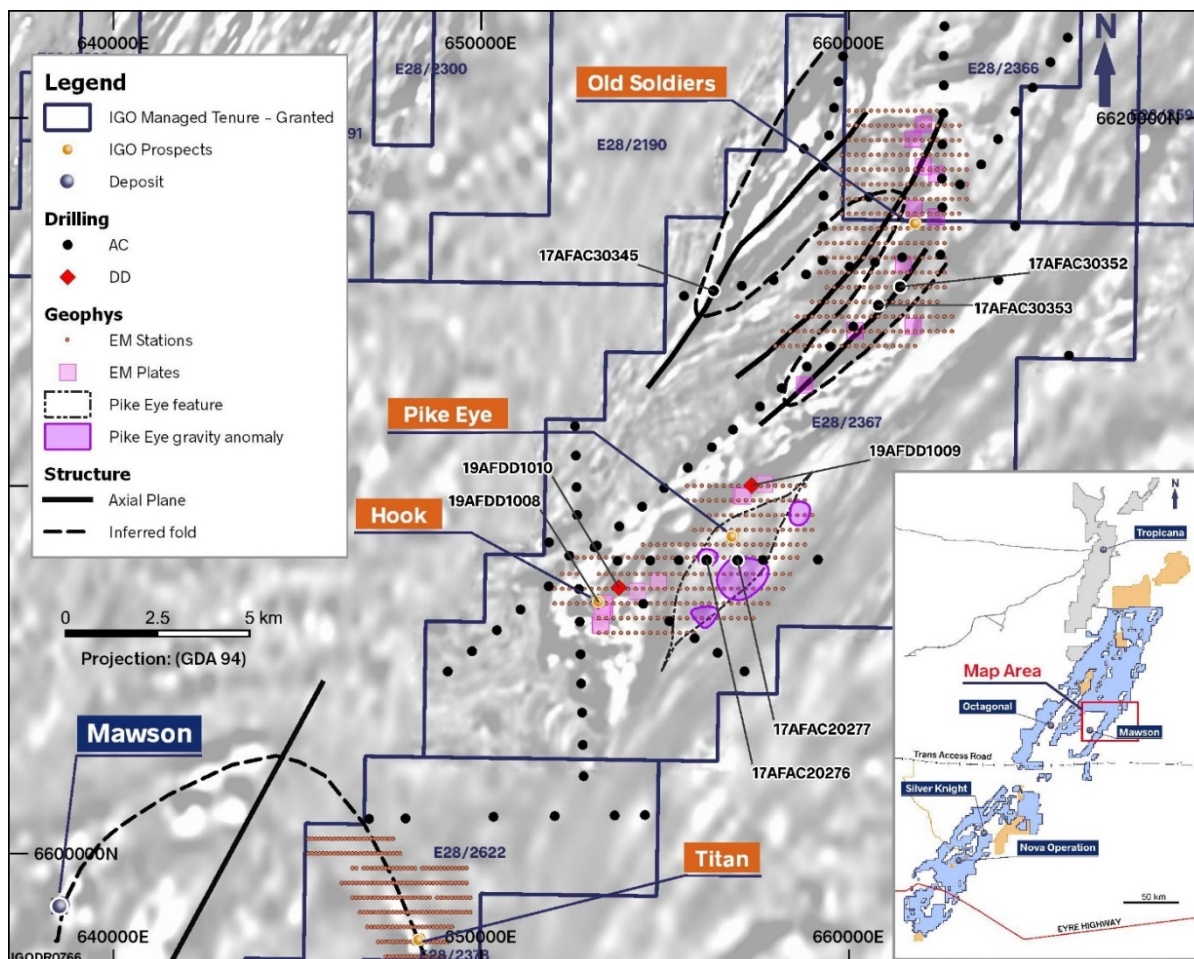 640000E
650000E
660000E
N
E28/2300
E28/2366
Old Soldiers
6620000N
E28/2190
Legend
IGO Managed Tenure – Granted
IGO Prospects
Deposit
Drilling
AC
DD
Geophys
EM Stations
EM Plates
Pike Eye feature
Pike Eye gravity anomaly
Structure
Axial Plane
Inferred fold
17AFAC30345
17AFAC30352
17AFAC30353
Pike Eye
E28/2367
19AFDD1010
19AFDD1009
19AFDD1008
Hook
0 2.5 5 km
Projection: (GDA 94)
Mawson
17AFAC20277
17AFAC20276
6600000N
E28/2622
Titan
640000E
650000E
660000E
E28/2373
IGODR0766
N
Tropicana
Map Area
Octagonal
Mawson
Trans Access Road
Silver Knight
Nova Operation
50 km
EYRE HIGHWAY